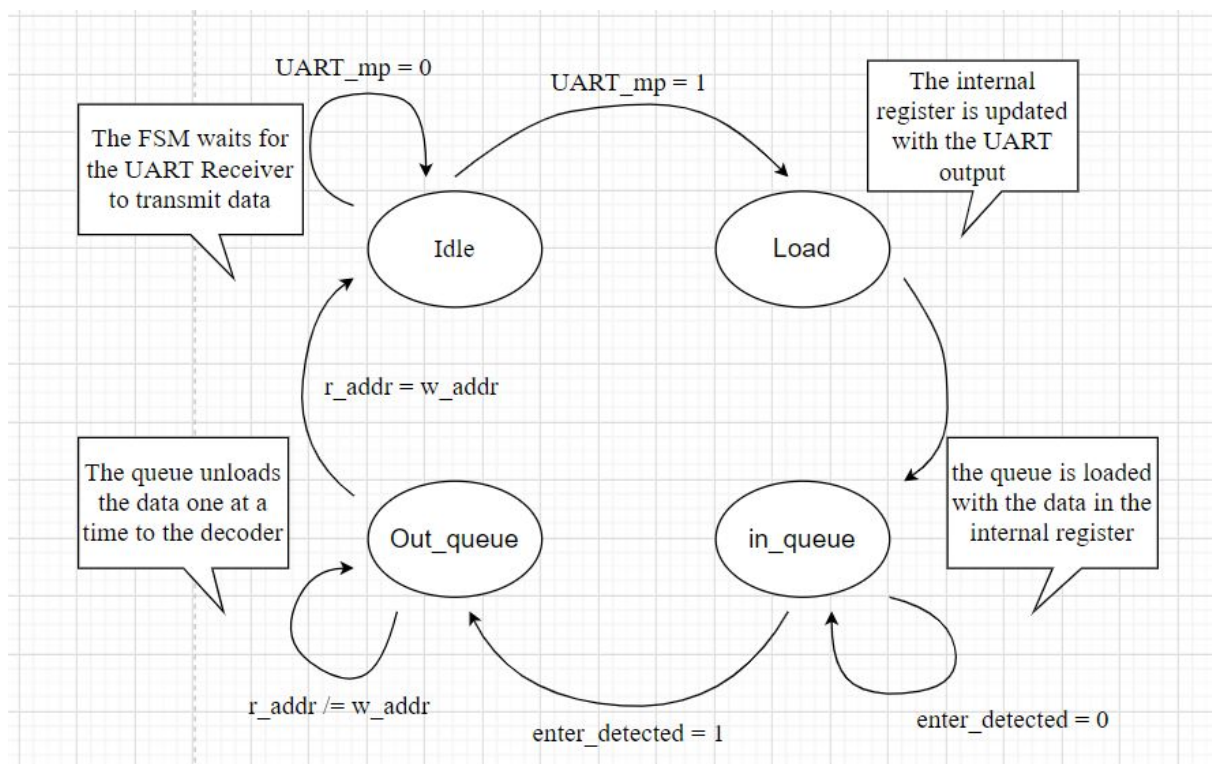 UART_mp = 0
UART_mp = 1
The FSM waits for
the UART Receiver
to transmit data
The internal
register is updated
with the UART
output
Idle
Load
r_addr = w_addr
The queue unloads
the data one at a
time to the decoder
the queue is loaded
with the data in the
internal register
Out_queue
in_queue
r_addr /= w_addr
enter_detected = 1
enter_detected = 0